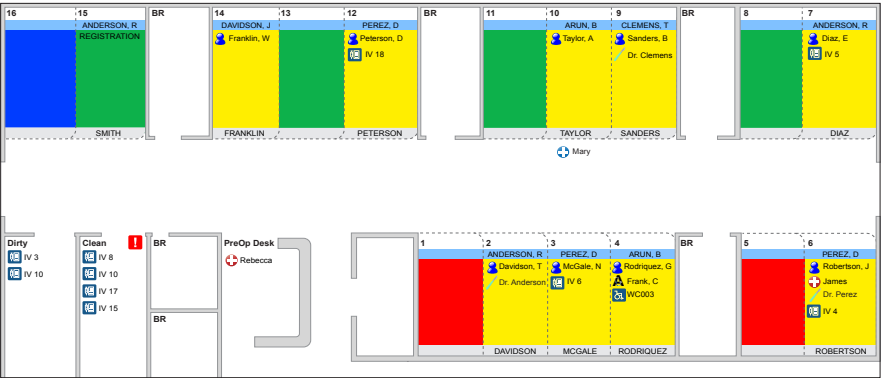 16
15
BR
14
13
12
BR
11
10
9
BR
8
7
ANDERSON, R
DAVIDSON, J
PEREZ, D
ARUN, B
CLEMENS, T
ANDERSON, R
REGISTRATION
Franklin, W
Peterson, D
Taylor, A
Sanders, B
Diaz, E
IV 18
Dr. Clemens
IV 5
SMITH
FRANKLIN
PETERSON
TAYLOR
SANDERS
DIAZ
Mary
Dirty
IV 3
IV 10
Clean
!
IV 8
IV 10
IV 17
IV 15
BR
BR
PreOp Desk
Rebecca
1
2
3
4
BR
5
6
ANDERSON, R
PEREZ, D
ARUN, B
PEREZ, D
Davidson, T
McGale, N
Rodriquez, G
Robertson, J
Dr. Anderson
IV 6
A Frank, C
James
WC003
Dr. Perez
IV 4
DAVIDSON
MCGALE
RODRIQUEZ
ROBERTSON